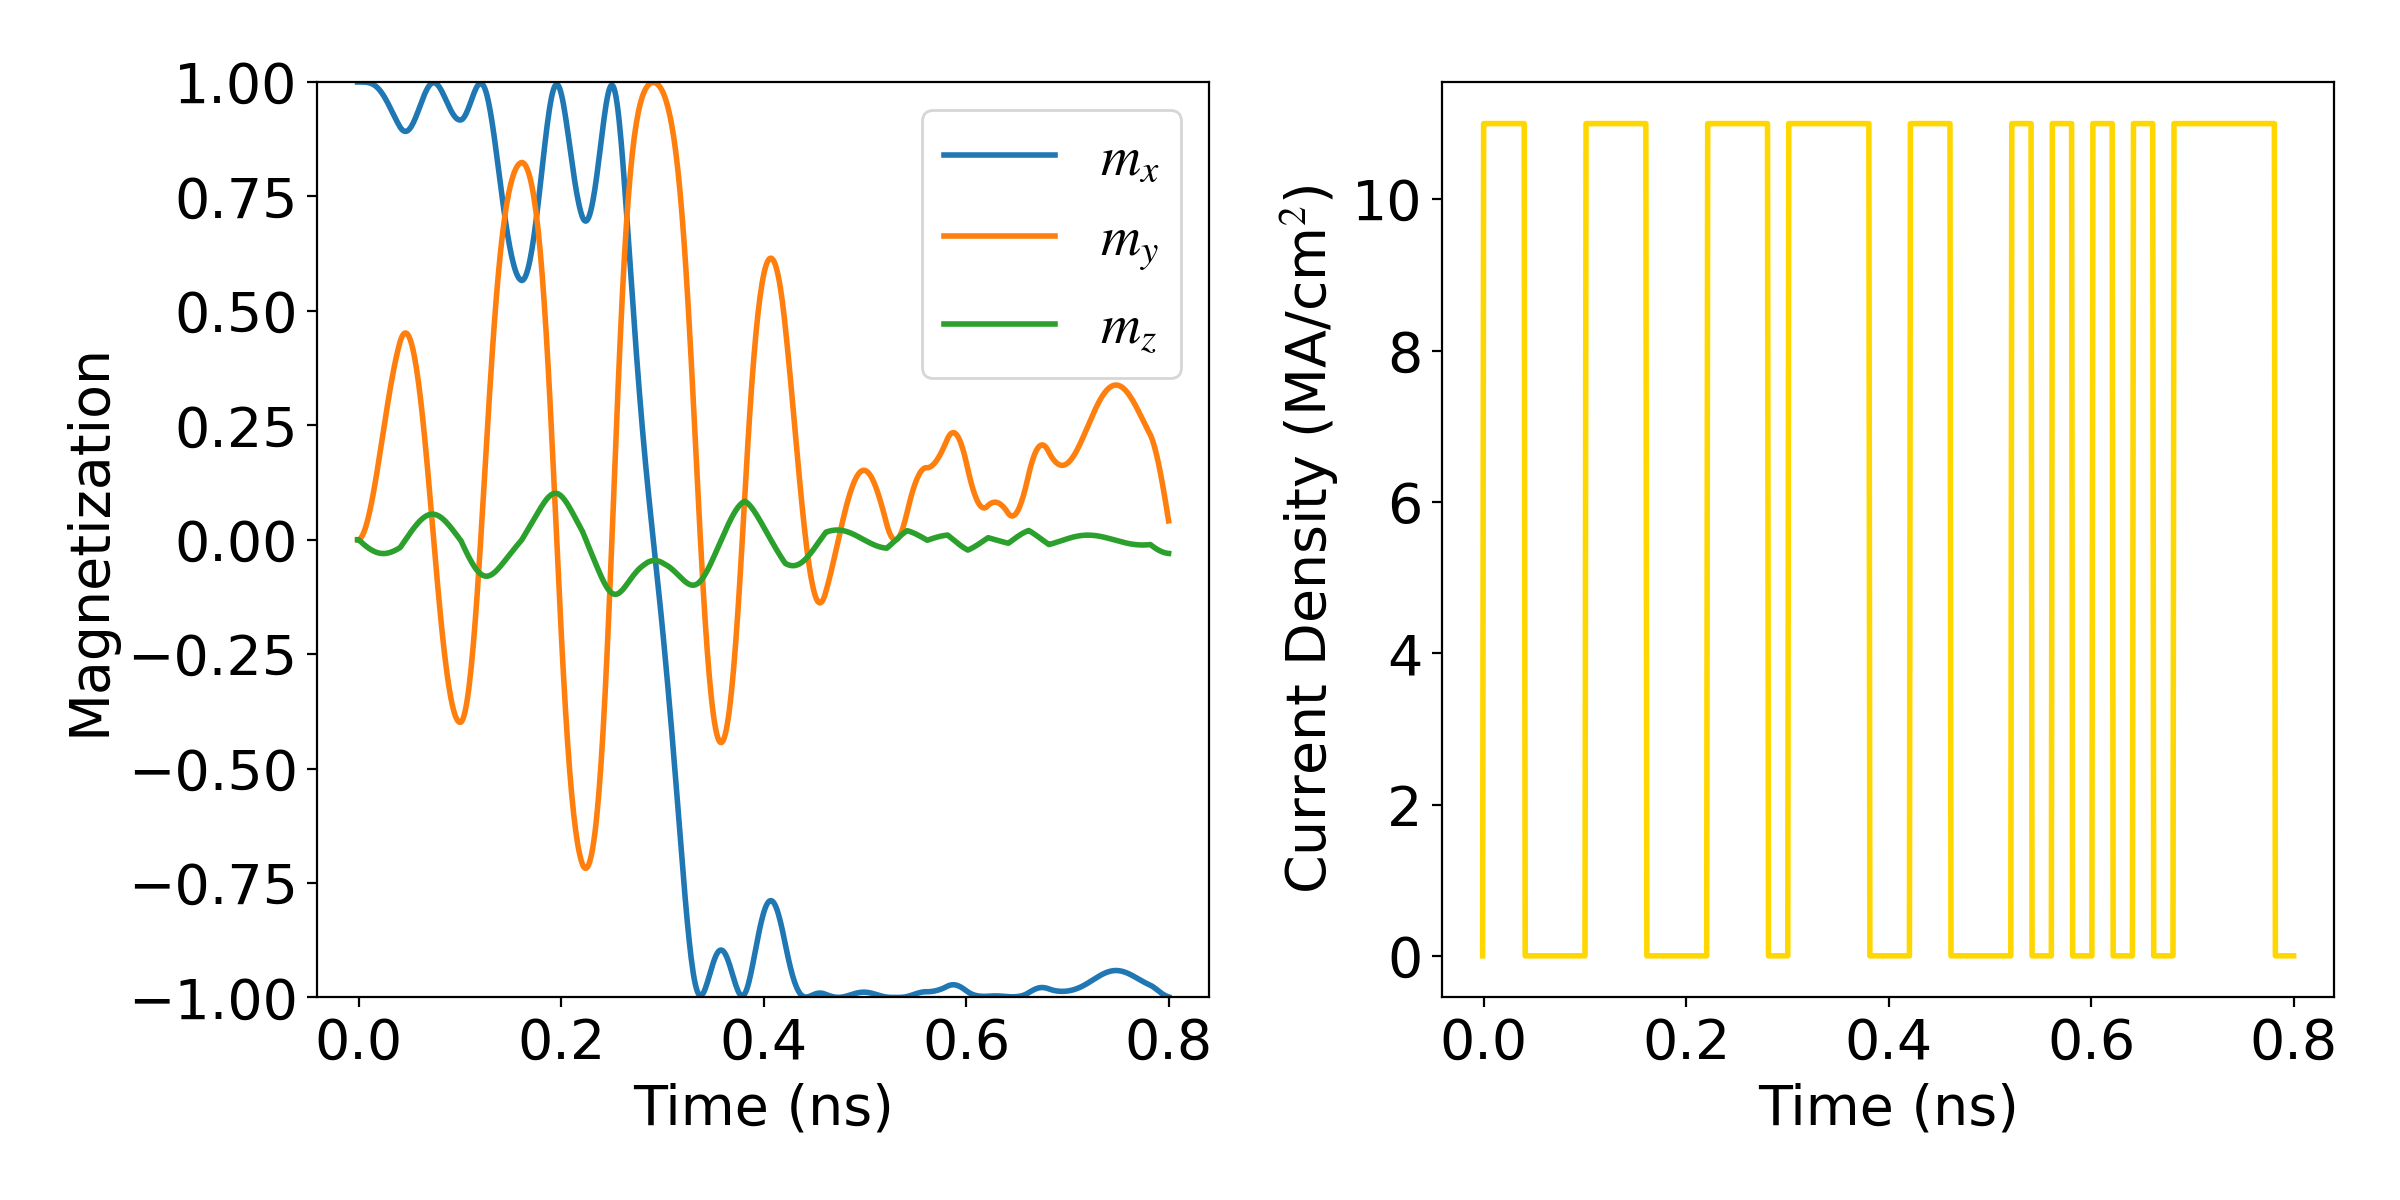 1.00
0.75
0.50
0.25
0.00
−0.25
−0.50
−0.75
−1.00
Magnetization
0.0 0.2 0.4 0.6 0.8
Time (ns)
m_x
m_y
m_z
10
8
6
4
2
0
Current Density (MA/cm²)
0.0 0.2 0.4 0.6 0.8
Time (ns)